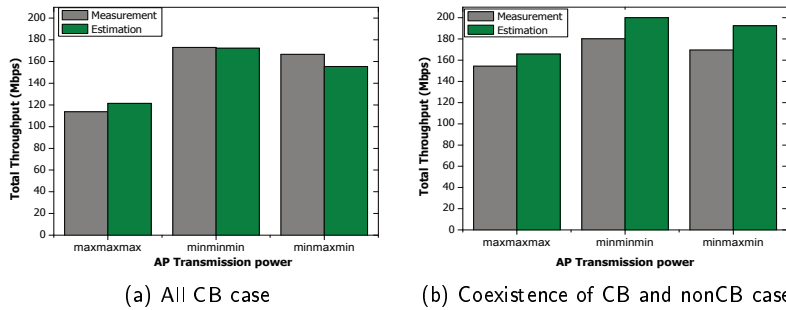 Measurement
Estimation
Total Throughput (Mbps)
200
180
160
140
120
100
80
60
40
20
0
maxmaxmax
minminmin
minmaxmin
AP Transmission power
(a) All CB case
Measurement
Estimation
Total Throughput (Mbps)
200
180
160
140
120
100
80
60
40
20
0
maxmaxmax
minminmin
minmaxmin
AP Transmission power
(b) Coexistence of CB and nonCB case